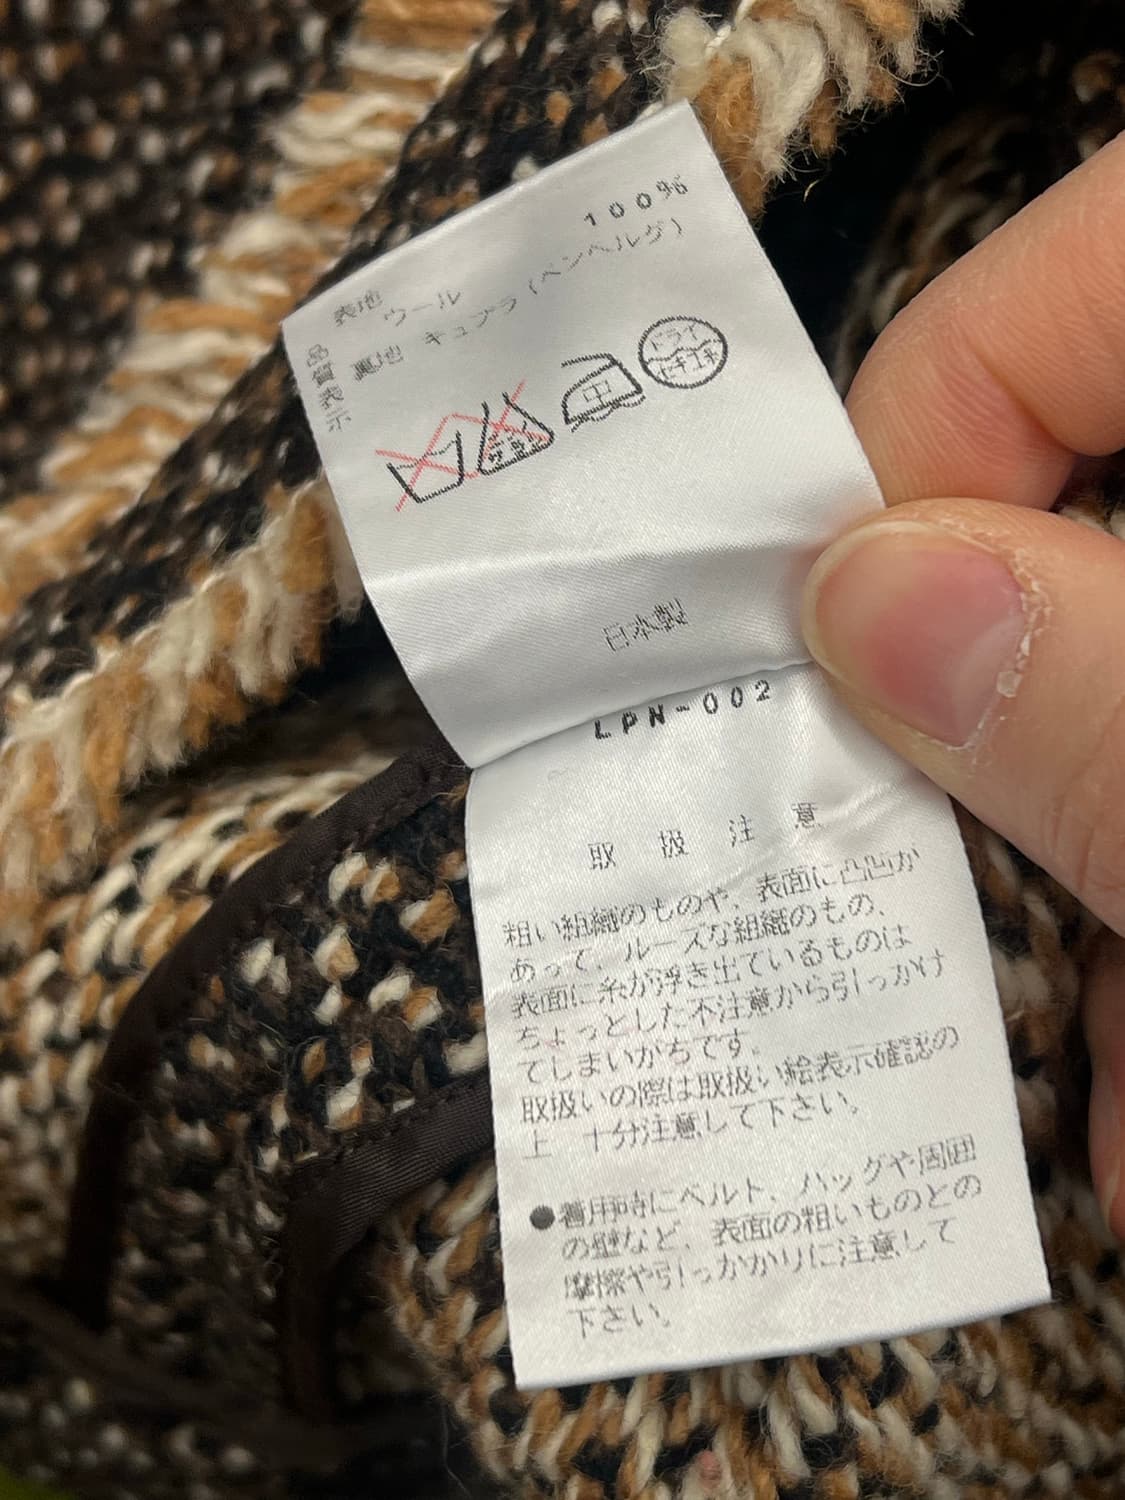 品質表示
表地 ウール 100%
裏地 キュプラ(ベンベルグ)
中
ドライ
セキユ系
日本製
LPN-002
取扱注意
粗い組織のものや、表面に凸凹が
あって、ルーズな組織のもの、
表面に糸が浮き出ているものは
ちょっとした不注意から引っかけ
てしまいがちです。
取扱いの際は取扱い絵表示確認の
上 十分注意して下さい。
●着用時にベルト、バッグや周囲
の壁など、表面の粗いものとの
摩擦や引っかかりに注意して
下さい。